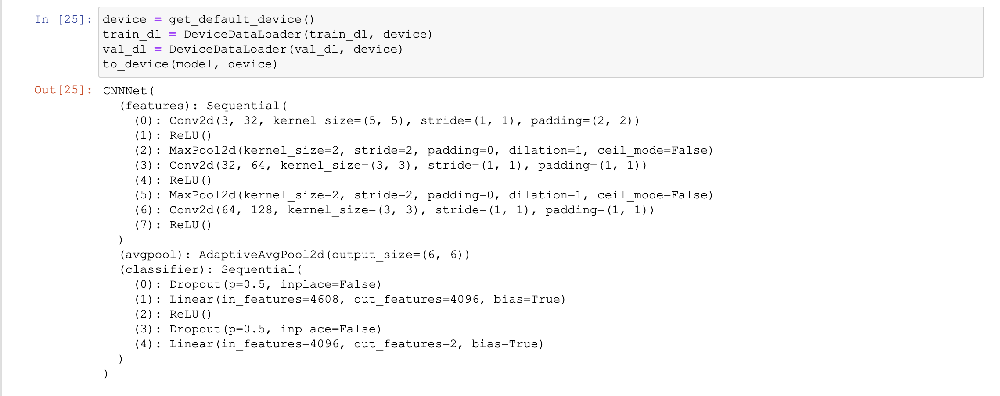 In [25]: device = get_default_device()
train_dl = DeviceDataLoader(train_dl, device)
val_dl = DeviceDataLoader(val_dl, device)
to_device(model, device)
Out[25]: CNNNet(
  (features): Sequential(
    (0): Conv2d(3, 32, kernel_size=(5, 5), stride=(1, 1), padding=(2, 2))
    (1): ReLU()
    (2): MaxPool2d(kernel_size=2, stride=2, padding=0, dilation=1, ceil_mode=False)
    (3): Conv2d(32, 64, kernel_size=(3, 3), stride=(1, 1), padding=(1, 1))
    (4): ReLU()
    (5): MaxPool2d(kernel_size=2, stride=2, padding=0, dilation=1, ceil_mode=False)
    (6): Conv2d(64, 128, kernel_size=(3, 3), stride=(1, 1), padding=(1, 1))
    (7): ReLU()
  )
  (avgpool): AdaptiveAvgPool2d(output_size=(6, 6))
  (classifier): Sequential(
    (0): Dropout(p=0.5, inplace=False)
    (1): Linear(in_features=4608, out_features=4096, bias=True)
    (2): ReLU()
    (3): Dropout(p=0.5, inplace=False)
    (4): Linear(in_features=4096, out_features=2, bias=True)
  )
)